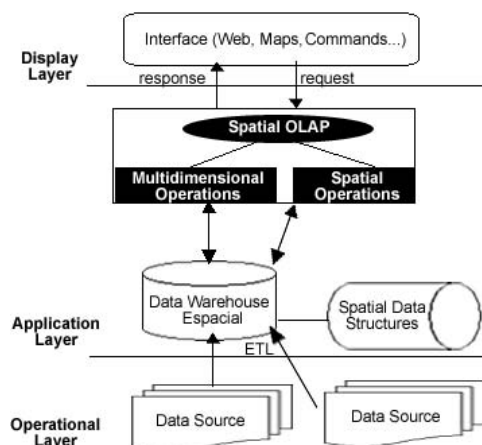 Interface (Web, Maps, Commands...)
Display
Layer
response
request
Spatial OLAP
Multidimensional
Operations
Spatial
Operations
Data Warehouse
Espacial
Spatial Data
Structures
Application
Layer
ETL
Data Source
Data Source
Operational
Layer